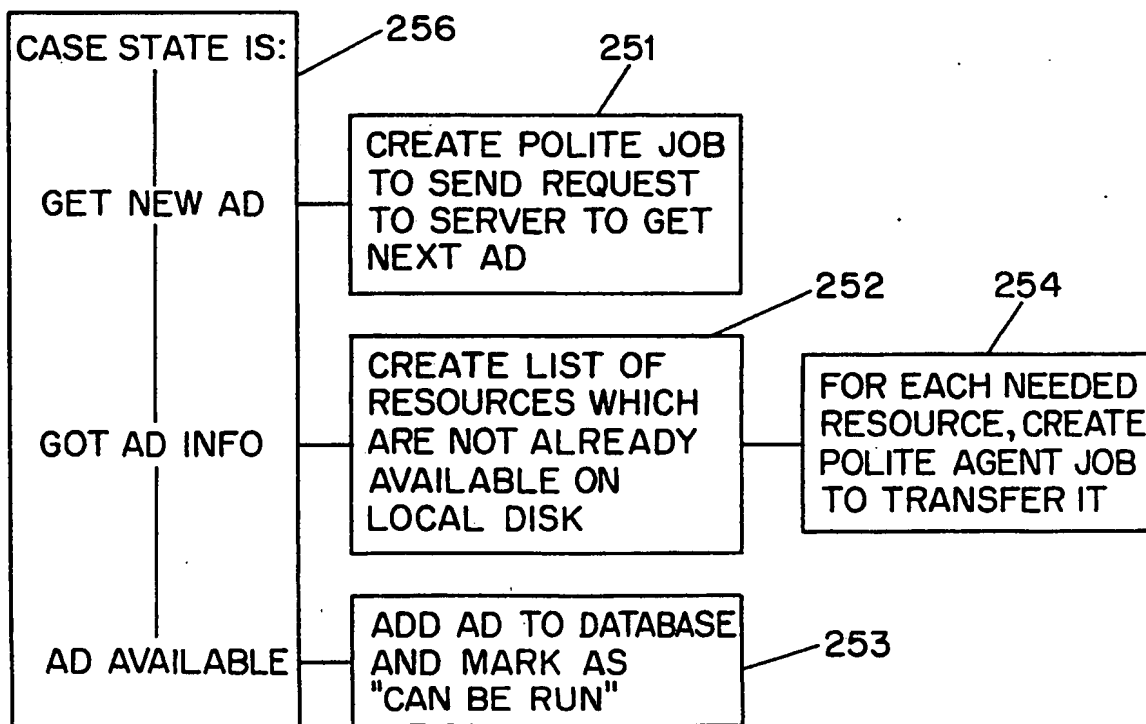 CASE STATE IS:
256
251
CREATE POLITE JOB
TO SEND REQUEST
TO SERVER TO GET
NEXT AD
GET NEW AD
252
254
CREATE LIST OF
RESOURCES WHICH
ARE NOT ALREADY
AVAILABLE ON
LOCAL DISK
FOR EACH NEEDED
RESOURCE, CREATE
POLITE AGENT JOB
TO TRANSFER IT
GOT AD INFO
ADD AD TO DATABASE
AND MARK AS
"CAN BE RUN"
253
AD AVAILABLE